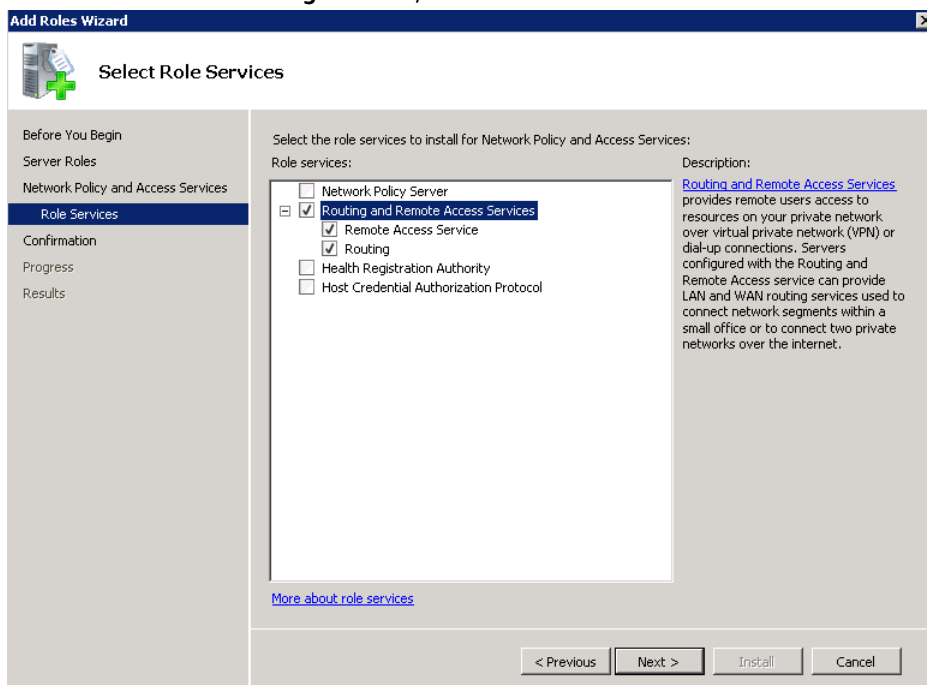 Add Roles Wizard
Select Role Services
Before You Begin
Server Roles
Network Policy and Access Services
Role Services
Confirmation
Progress
Results
Select the role services to install for Network Policy and Access Services:
Role services:
Network Policy Server
Routing and Remote Access Services
Remote Access Service
Routing
Health Registration Authority
Host Credential Authorization Protocol
More about role services
Description:
Routing and Remote Access Services
provides remote users access to
resources on your private network
over virtual private network (VPN) or
dial-up connections. Servers
configured with the Routing and
Remote Access service can provide
LAN and WAN routing services used to
connect network segments within a
small office or to connect two private
networks over the internet.
< Previous
Next >
Install
Cancel